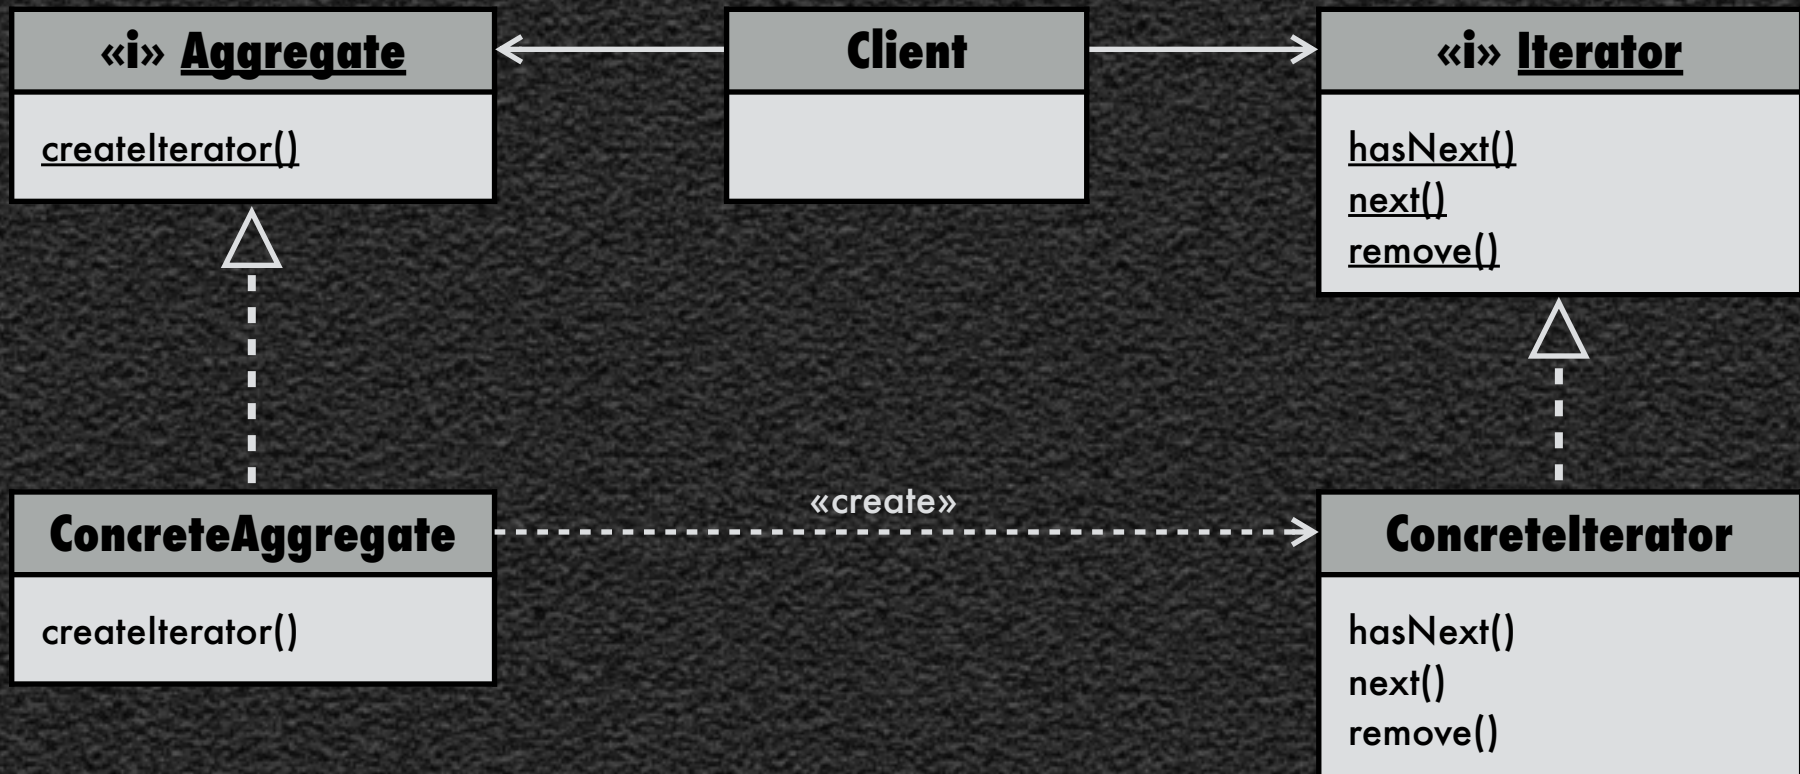 «i» Aggregate
createIterator()
Client
«i» Iterator
hasNext()
next()
remove()
«create»
ConcreteAggregate
createIterator()
ConcreteIterator
hasNext()
next()
remove()